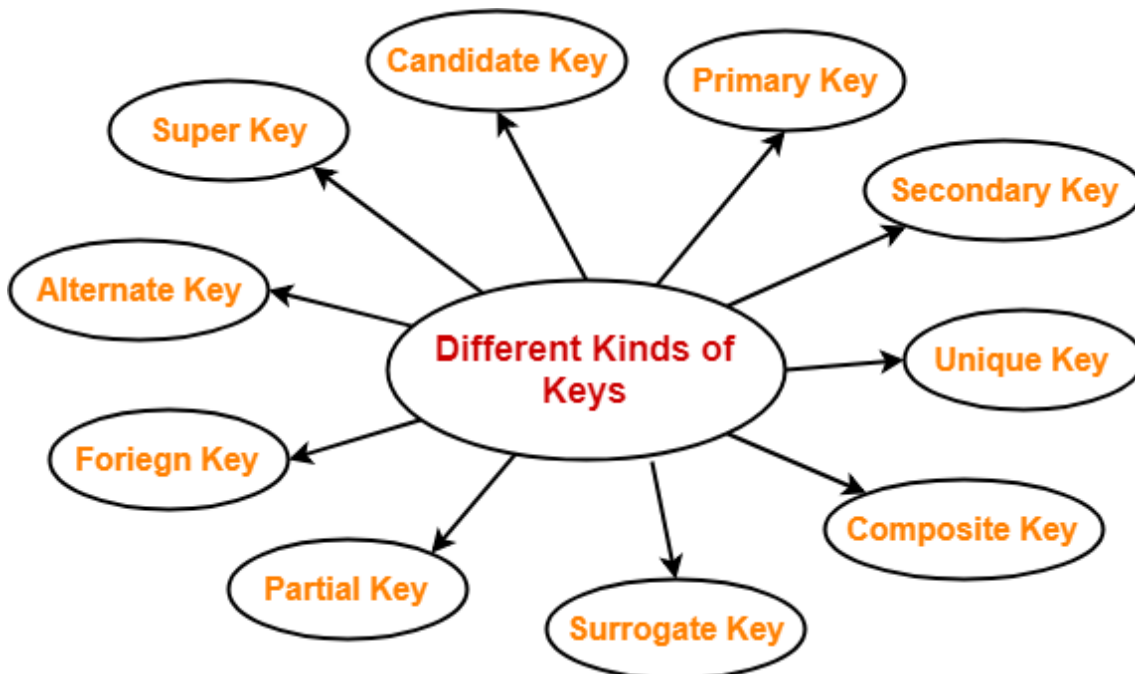 Candidate Key
Primary Key
Super Key
Secondary Key
Alternate Key
Different Kinds of
Keys
Unique Key
Foriegn Key
Composite Key
Partial Key
Surrogate Key